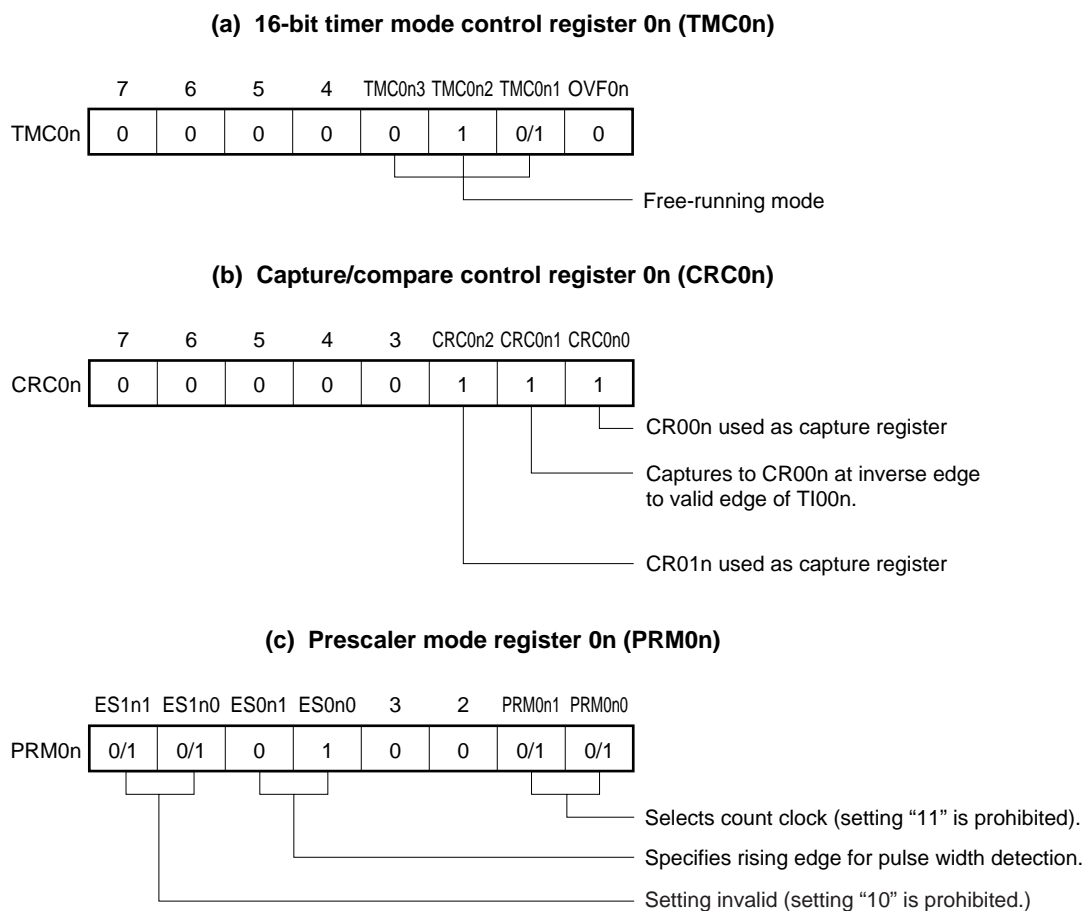 (a) 16-bit timer mode control register 0n (TMC0n)
7 6 5 4 TMC0n3 TMC0n2 TMC0n1 OVF0n
TMC0n 0 0 0 0 0 1 0/1 0
Free-running mode
(b) Capture/compare control register 0n (CRC0n)
7 6 5 4 3 CRC0n2 CRC0n1 CRC0n0
CRC0n 0 0 0 0 0 1 1 1
CR00n used as capture register
Captures to CR00n at inverse edge
to valid edge of TI00n.
CR01n used as capture register
(c) Prescaler mode register 0n (PRM0n)
ES1n1 ES1n0 ES0n1 ES0n0 3 2 PRM0n1 PRM0n0
PRM0n 0/1 0/1 0 1 0 0 0/1 0/1
Selects count clock (setting “11” is prohibited).
Specifies rising edge for pulse width detection.
Setting invalid (setting “10” is prohibited.)